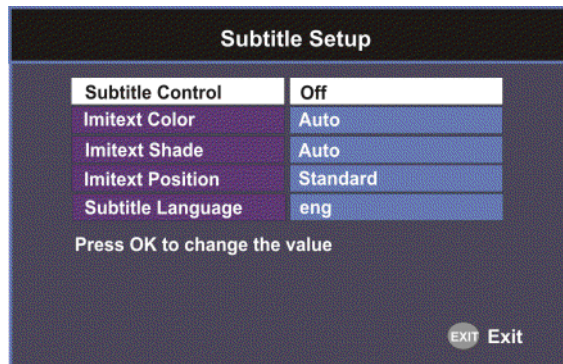 Subtitle Setup
Subtitle Control Off
Imitext Color Auto
Imitext Shade Auto
Imitext Position Standard
Subtitle Language eng
Press OK to change the value
EXIT Exit